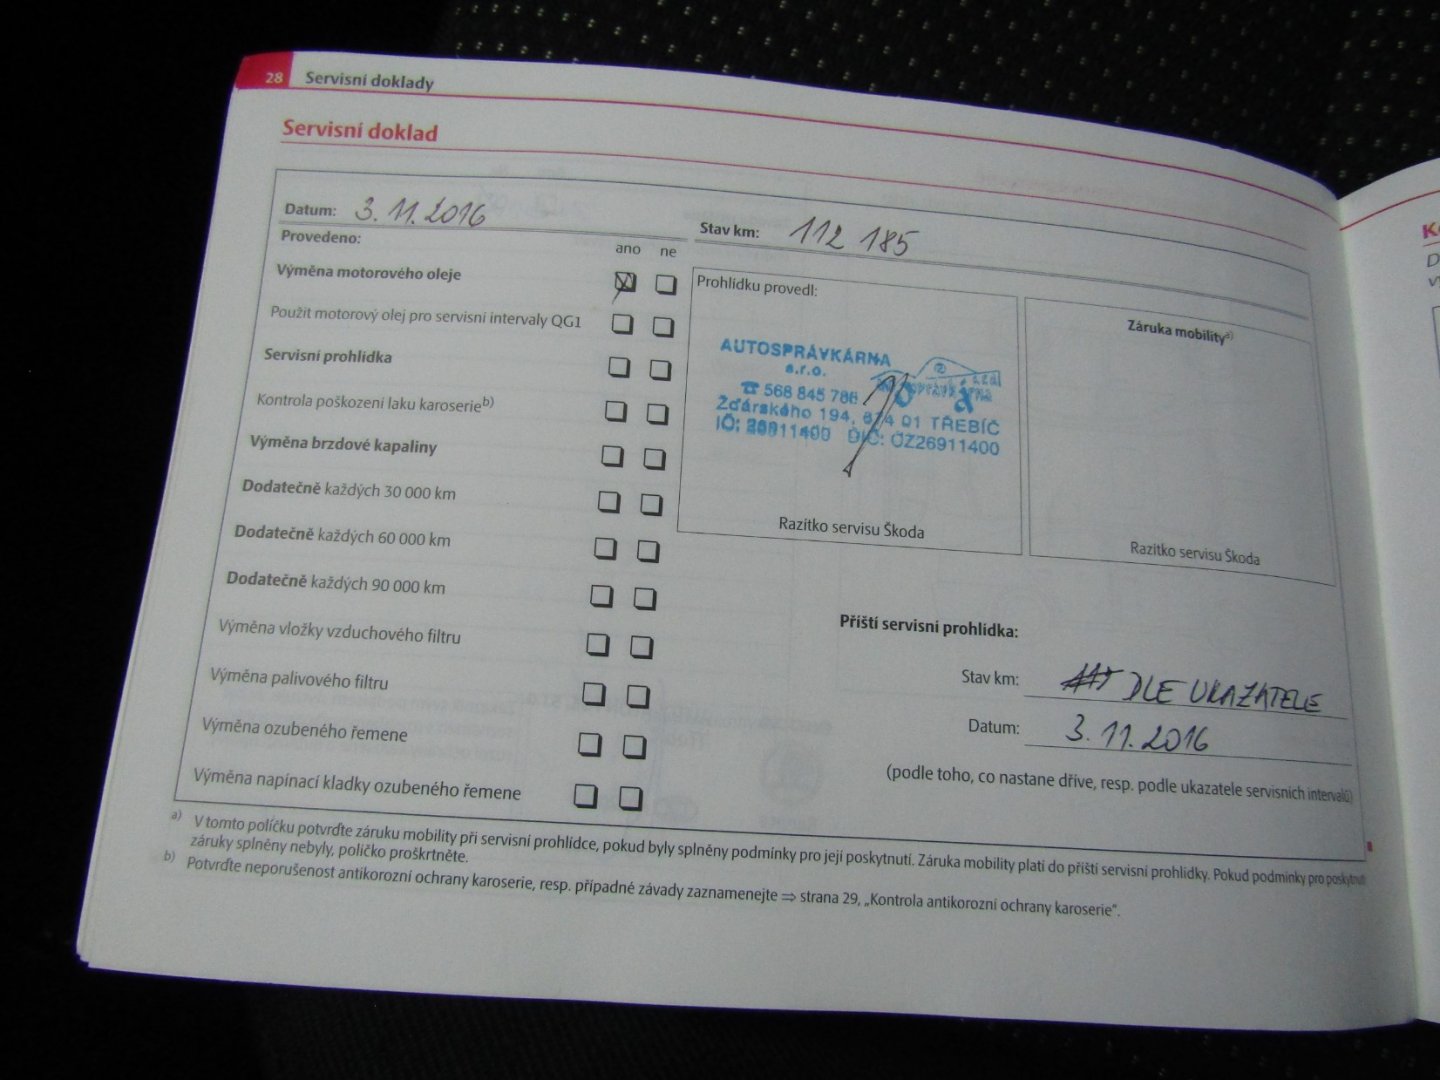 28 Servisní doklady
Servisní doklad
Datum: 3.11.2016
Stav km: 112 185
Provedeno: ano ne
Výměna motorového oleje
Použit motorový olej pro servisní intervaly QG1
Servisní prohlídka
Kontrola poškození laku karoserie b)
Výměna brzdové kapaliny
Dodatečně každých 30 000 km
Dodatečně každých 60 000 km
Dodatečně každých 90 000 km
Výměna vložky vzduchového filtru
Výměna palivového filtru
Výměna ozubeného řemene
Výměna napínací kladky ozubeného řemene
Prohlídku provedl:
AUTOSPRÁVKÁRNA
s.r.o.
☎ 568 845 786
Žďárského 194, 674 01 TŘEBÍČ
IČ: 26911400 DIČ: CZ26911400
Razítko servisu Škoda
Záruka mobility a)
Razítko servisu Škoda
Příští servisní prohlídka:
Stav km: DLE UKAZATELE
Datum: 3.11.2016
(podle toho, co nastane dříve, resp. podle ukazatele servisních intervalů)
a) V tomto políčku potvrďte záruku mobility při servisní prohlídce, pokud byly splněny podmínky pro její poskytnutí. Záruka mobility platí do příští servisní prohlídky. Pokud podmínky pro poskytnutí
záruky splněny nebyly, políčko proškrtněte.
b) Potvrďte neporušenost antikorozní ochrany karoserie, resp. případné závady zaznamenejte ⇒ strana 29, „Kontrola antikorozní ochrany karoserie“.